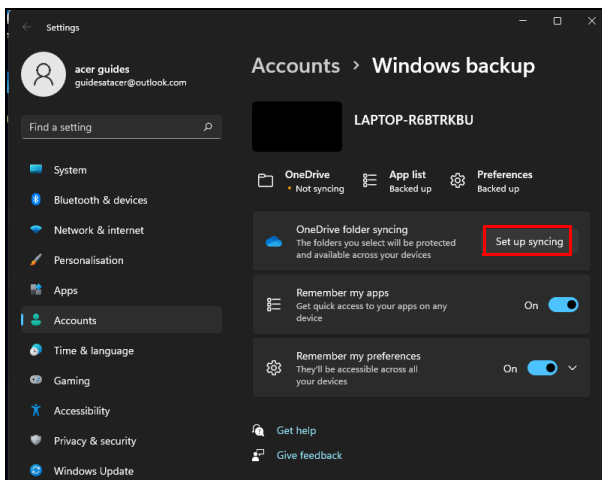 Settings
acer guides
guidesatacer@outlook.com
Find a setting
System
Bluetooth & devices
Network & internet
Personalisation
Apps
Accounts
Time & language
Gaming
Accessibility
Privacy & security
Windows Update
Accounts > Windows backup
LAPTOP-R6BTRKBU
OneDrive
• Not syncing
App list
Backed up
Preferences
Backed up
OneDrive folder syncing
The folders you select will be protected
and available across your devices
Set up syncing
Remember my apps
Get quick access to your apps on any
device
On
Remember my preferences
They'll be accessible across all
your devices
On
Get help
Give feedback